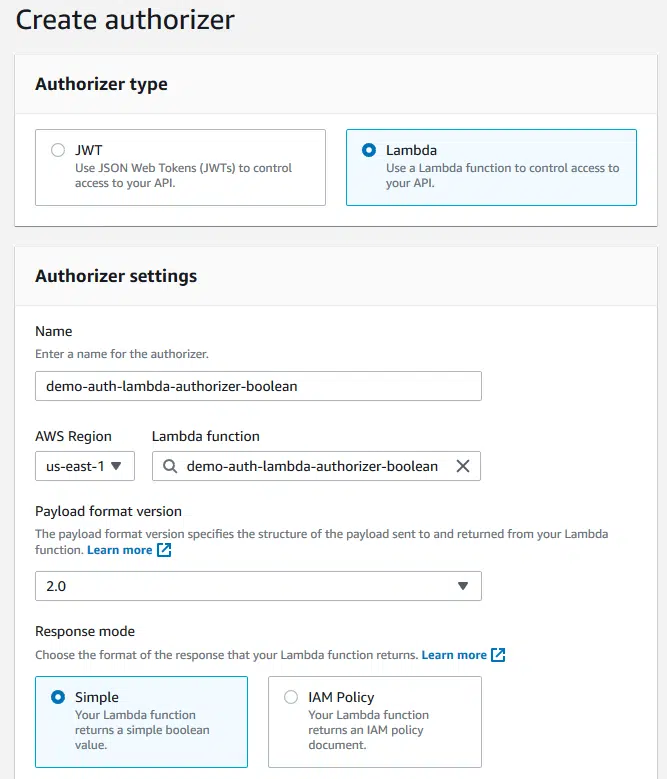 Create authorizer
Authorizer type
JWT
Use JSON Web Tokens (JWTs) to control
access to your API.
Lambda
Use a Lambda function to control access to
your API.
Authorizer settings
Name
Enter a name for the authorizer.
demo-auth-lambda-authorizer-boolean
AWS Region
us-east-1
Lambda function
demo-auth-lambda-authorizer-boolean
Payload format version
The payload format version specifies the structure of the payload sent to and returned from your Lambda
function. Learn more
2.0
Response mode
Choose the format of the response that your Lambda function returns. Learn more
Simple
Your Lambda function
returns a simple boolean
value.
IAM Policy
Your Lambda function
returns an IAM policy
document.